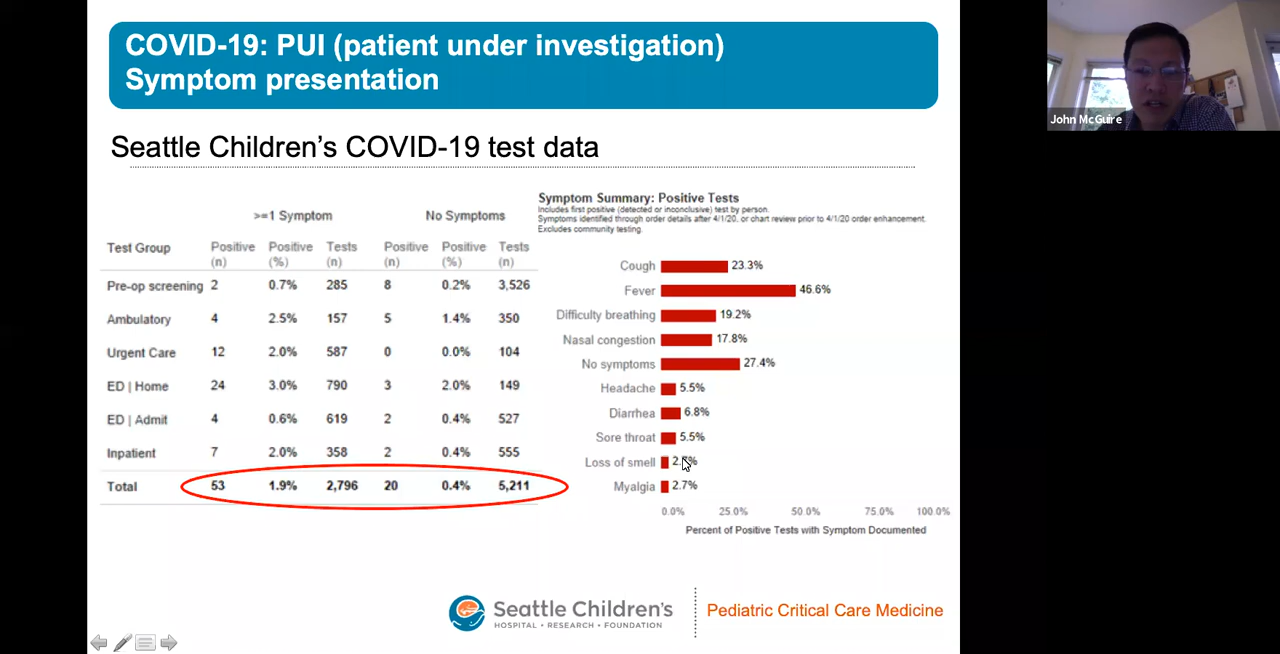 COVID-19: PUI (patient under investigation)
Symptom presentation
John McGuire
Seattle Children's COVID-19 test data
>=1 Symptom No Symptoms
Test Group Positive (n) Positive (%) Tests (n) Positive (n) Positive (%) Tests (n)
Pre-op screening 2 0.7% 285 8 0.2% 3,526
Ambulatory 4 2.5% 157 5 1.4% 350
Urgent Care 12 2.0% 587 0 0.0% 104
ED | Home 24 3.0% 790 3 2.0% 149
ED | Admit 4 0.6% 619 2 0.4% 527
Inpatient 7 2.0% 358 2 0.4% 555
Total 53 1.9% 2,796 20 0.4% 5,211
Symptom Summary: Positive Tests
Includes first positive (detected or inconclusive) test by person.
Symptoms identified through order details after 4/1/20, or chart review prior to 4/1/20 order enhancement.
Excludes community testing.
Cough 23.3%
Fever 46.6%
Difficulty breathing 19.2%
Nasal congestion 17.8%
No symptoms 27.4%
Headache 5.5%
Diarrhea 6.8%
Sore throat 5.5%
Loss of smell
Myalgia 2.7%
0.0% 25.0% 50.0% 75.0% 100.0%
Percent of Positive Tests with Symptom Documented
Seattle Children's
HOSPITAL • RESEARCH • FOUNDATION
Pediatric Critical Care Medicine